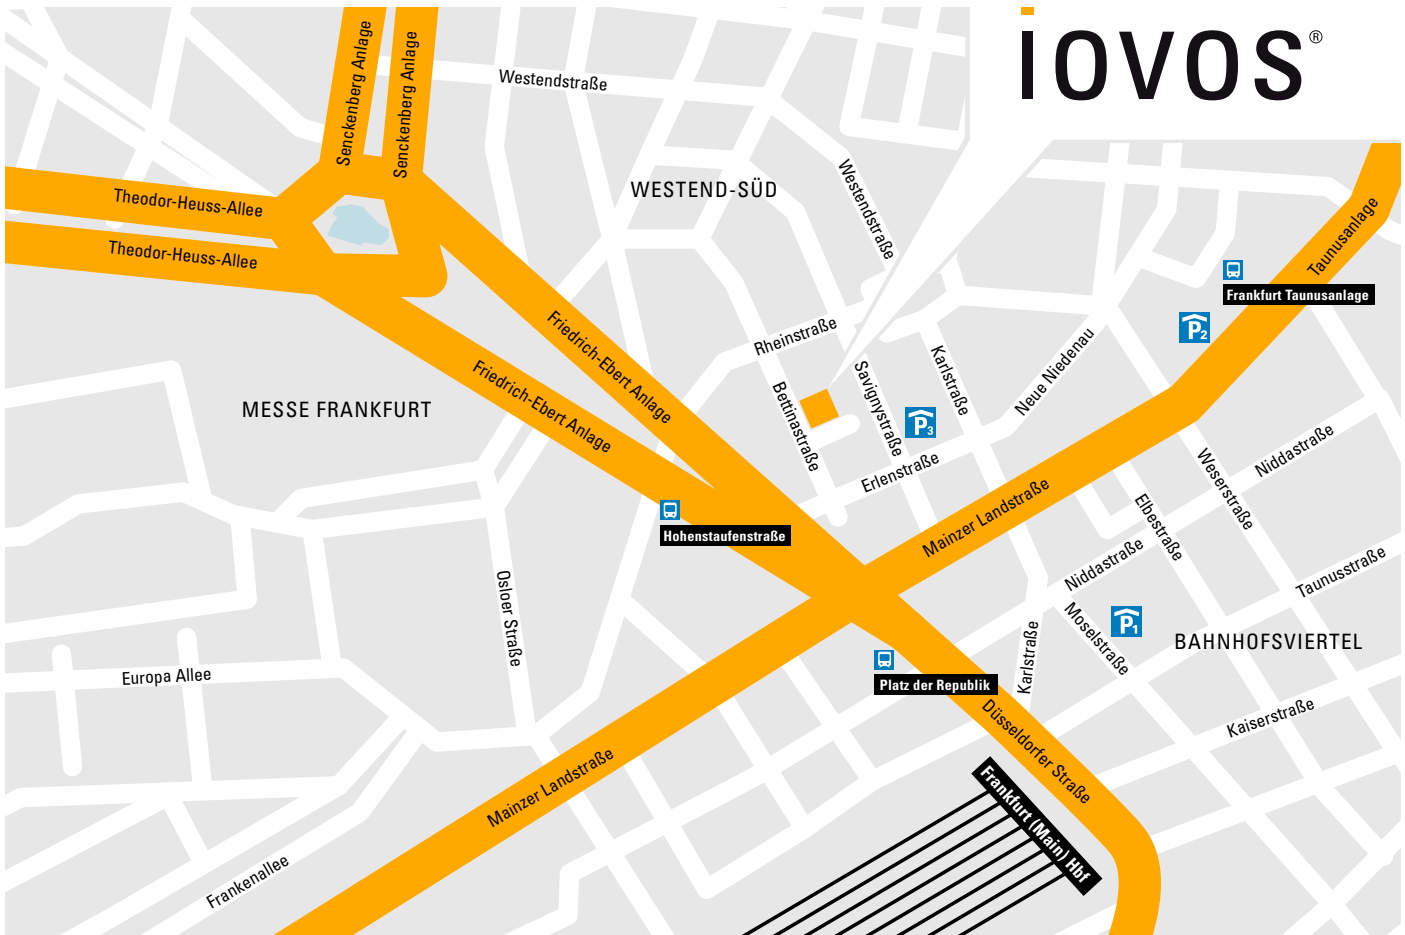 iOVOS®
Senckenberg Anlage
Senckenberg Anlage
Westendstraße
WESTEND-SÜD
Westendstraße
Theodor-Heuss-Allee
Theodor-Heuss-Allee
Taunusanlage
Frankfurt Taunusanlage
P2
Friedrich-Ebert Anlage
Friedrich-Ebert Anlage
Rheinstraße
Karlstraße
Neue Niedenau
Bettinastraße
Savignystraße
P3
MESSE FRANKFURT
Erlenstraße
Niddastraße
Weserstraße
Mainzer Landstraße
Elbestraße
Hohenstaufenstraße
Niddastraße
Taunusstraße
Osloer Straße
Moselstraße
P1
BAHNHOFSVIERTEL
Karlstraße
Europa Allee
Platz der Republik
Kaiserstraße
Düsseldorfer Straße
Mainzer Landstraße
Frankfurt (Main) Hbf
Frankenallee